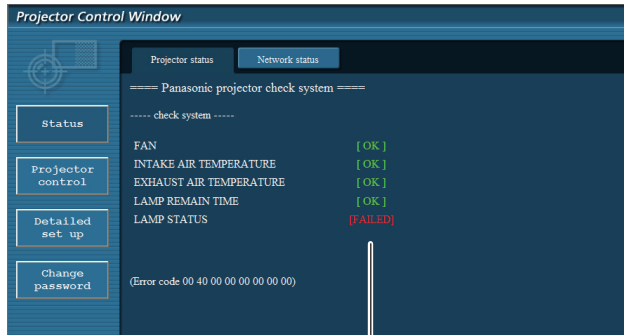 Projector Control Window
Projector status Network status
==== Panasonic projector check system ====
----- check system -----
FAN [ OK ]
INTAKE AIR TEMPERATURE [ OK ]
EXHAUST AIR TEMPERATURE [ OK ]
LAMP REMAIN TIME [ OK ]
LAMP STATUS [FAILED]
(Error code 00 40 00 00 00 00 00 00)
Status
Projector
control
Detailed
set up
Change
password